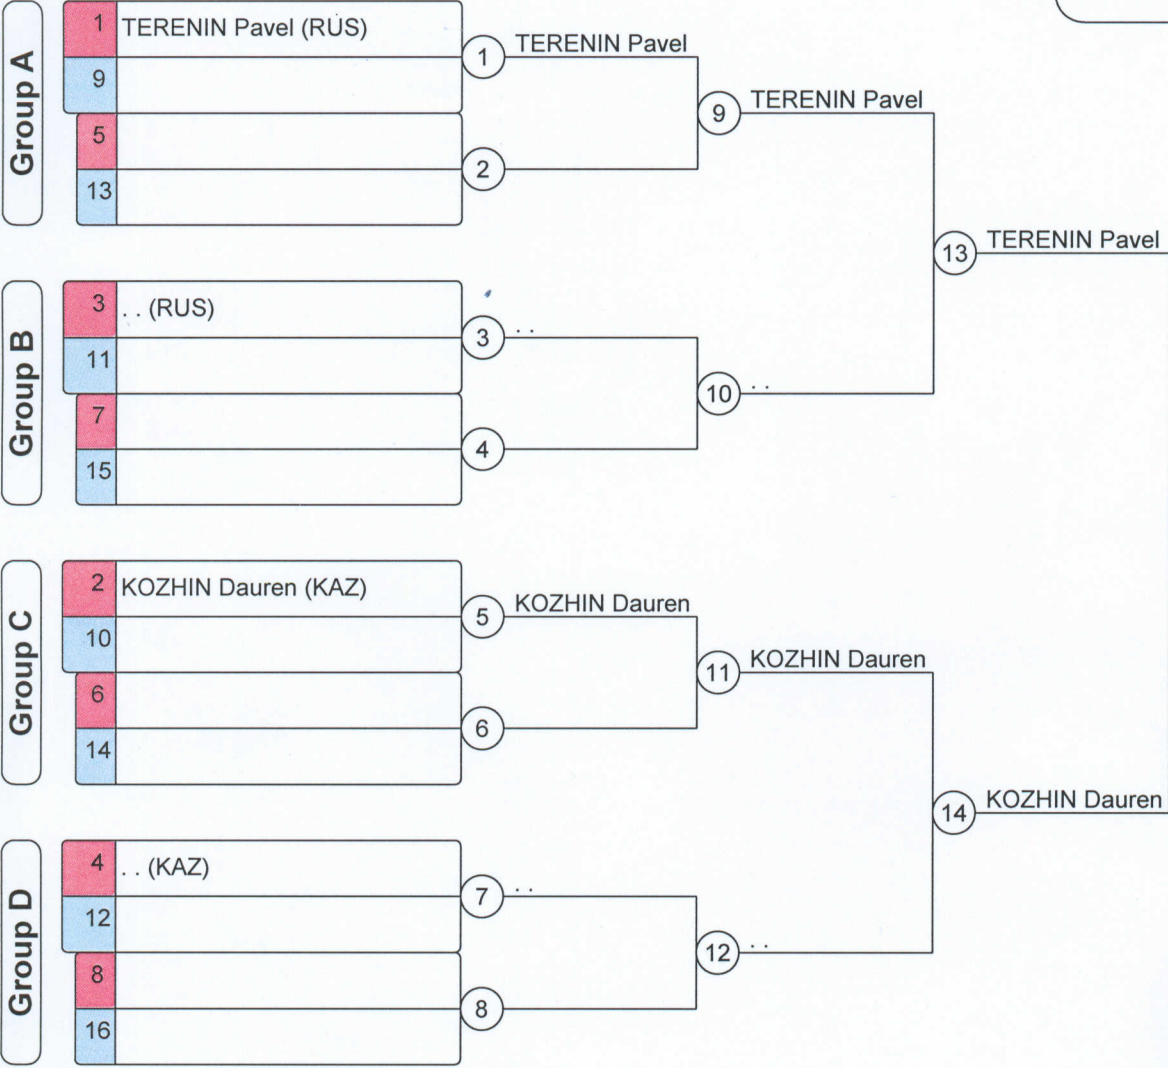 Group A
1 TERENIN Pavel (RUS)
9
5
13
1 TERENIN Pavel
2
9 TERENIN Pavel
13 TERENIN Pavel
Group B
3 . . (RUS)
11
7
15
3 . .
4
10 . .
Group C
2 KOZHIN Dauren (KAZ)
10
6
14
5 KOZHIN Dauren
6
11 KOZHIN Dauren
14 KOZHIN Dauren
Group D
4 . . (KAZ)
12
8
16
7 . .
8
12 . .